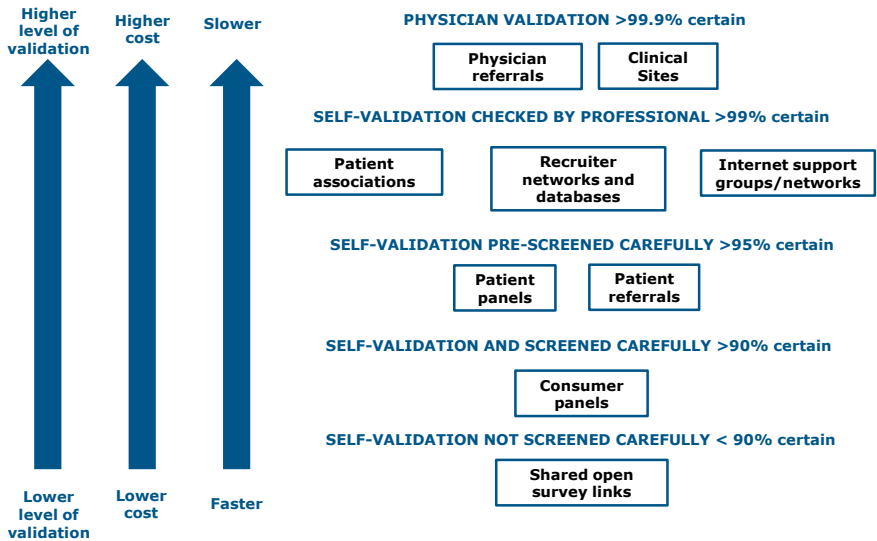 Higher
level of
validation
Higher
cost
Slower
PHYSICIAN VALIDATION >99.9% certain
Physician
referrals
Clinical
Sites
SELF-VALIDATION CHECKED BY PROFESSIONAL >99% certain
Patient
associations
Recruiter
networks and
databases
Internet support
groups/networks
SELF-VALIDATION PRE-SCREENED CAREFULLY >95% certain
Patient
panels
Patient
referrals
SELF-VALIDATION AND SCREENED CAREFULLY >90% certain
Consumer
panels
SELF-VALIDATION NOT SCREENED CAREFULLY < 90% certain
Shared open
survey links
Lower
level of
validation
Lower
cost
Faster